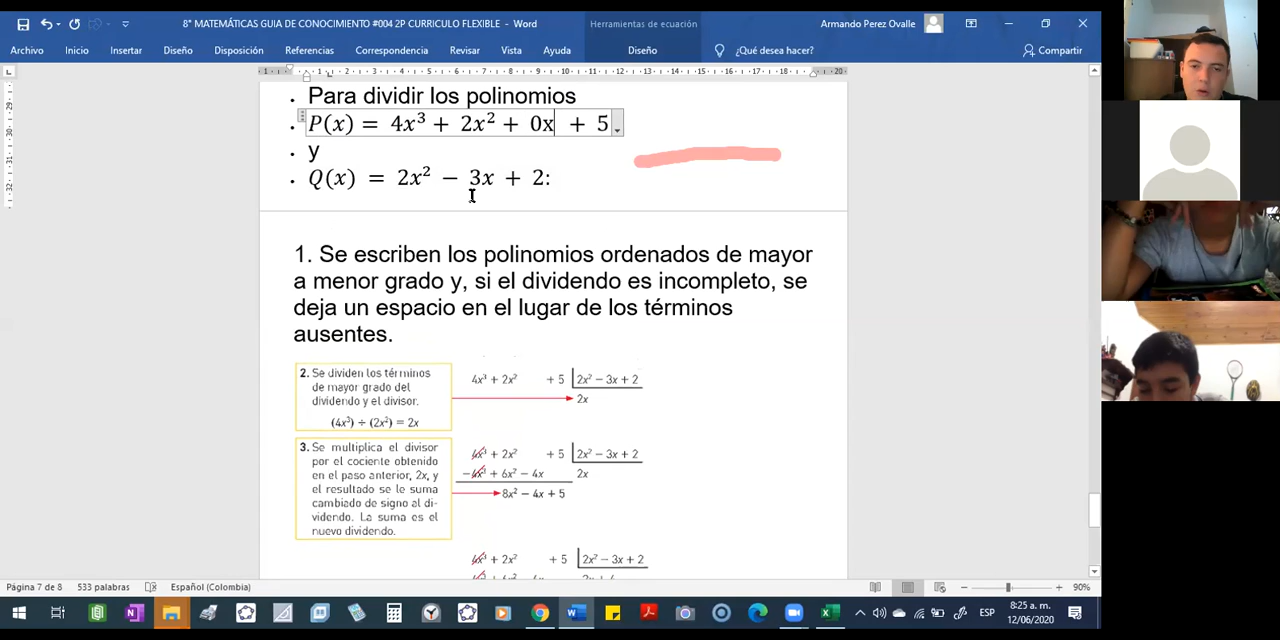 8° MATEMÁTICAS GUIA DE CONOCIMIENTO #004 2P CURRICULO FLEXIBLE - Word
Herramientas de ecuación
Armando Perez Ovalle
Archivo Inicio Insertar Diseño Disposición Referencias Correspondencia Revisar Vista Ayuda Diseño ¿Qué desea hacer? Compartir
Para dividir los polinomios
P(x) = 4x³ + 2x² + 0x + 5
y
Q(x) = 2x² − 3x + 2:
1. Se escriben los polinomios ordenados de mayor
a menor grado y, si el dividendo es incompleto, se
deja un espacio en el lugar de los términos
ausentes.
2. Se dividen los términos
de mayor grado del
dividendo y el divisor.
(4x³) ÷ (2x²) = 2x
4x³ + 2x² + 5 2x² − 3x + 2
2x
3. Se multiplica el divisor
por el cociente obtenido
en el paso anterior, 2x, y
el resultado se le suma
cambiado de signo al di-
videndo. La suma es el
nuevo dividendo.
4x³ + 2x² + 5 2x² − 3x + 2
−4x³ + 6x² − 4x 2x
8x² − 4x + 5
4x³ + 2x² + 5 2x² − 3x + 2
Página 7 de 8 533 palabras Español (Colombia) 90%
ESP 8:25 a. m.
12/06/2020